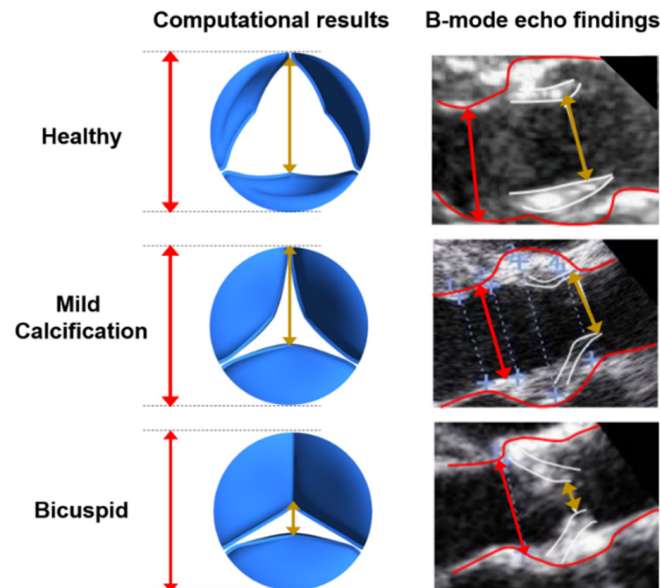 Computational results
B-mode echo findings
Healthy
Mild
Calcification
Bicuspid